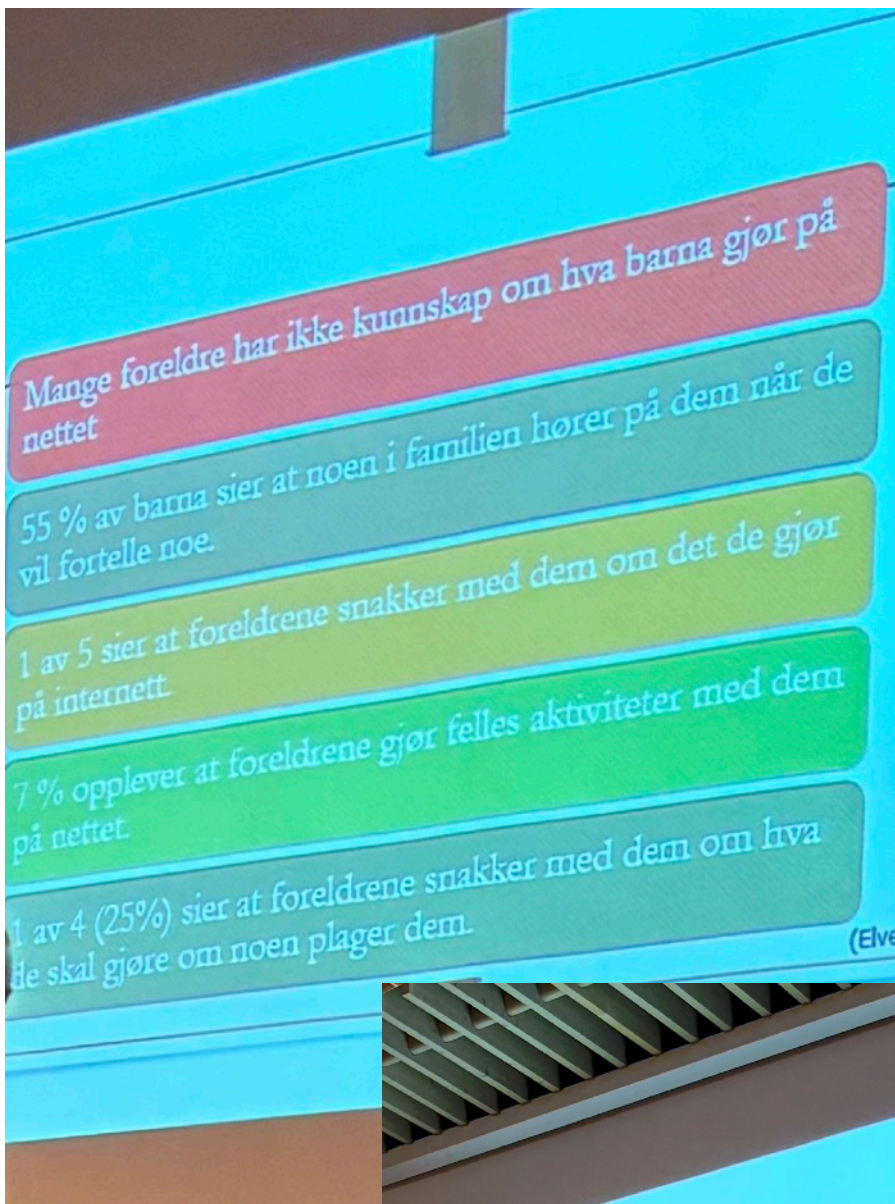 Mange foreldre har ikke kunnskap om hva barna gjør på
nettet
55 % av barna sier at noen i familien hører på dem når de
vil fortelle noe.
1 av 5 sier at foreldrene snakker med dem om det de gjør
på internett.
7 % opplever at foreldrene gjør felles aktiviteter med dem
på nettet.
1 av 4 (25%) sier at foreldrene snakker med dem om hva
de skal gjøre om noen plager dem.
(Elve